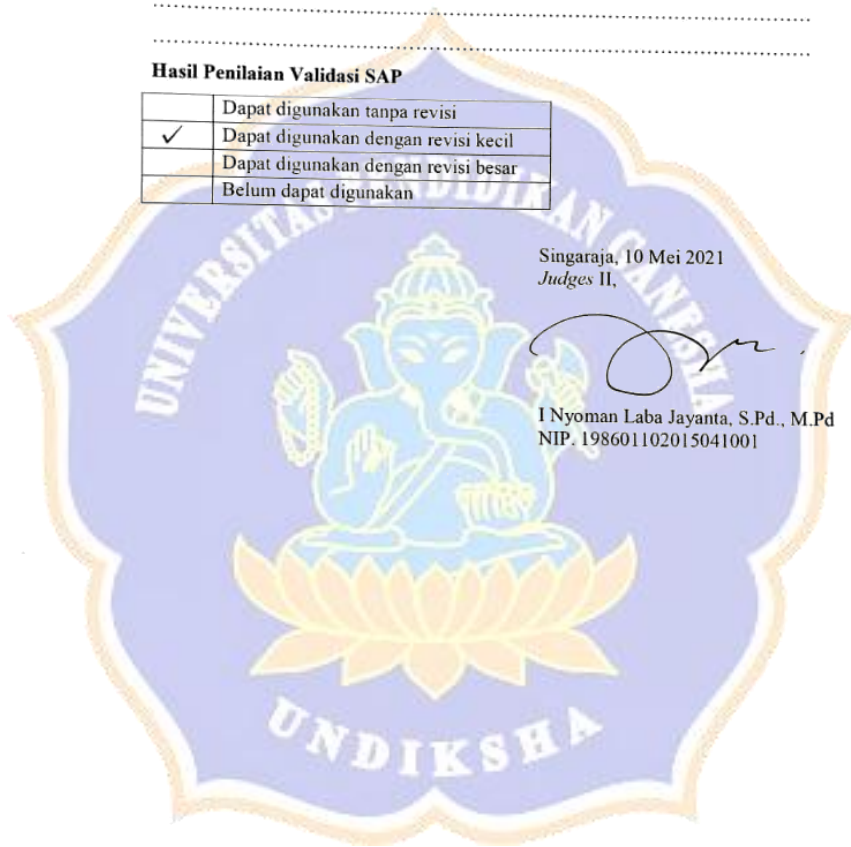 ........................................................................................................
........................................................................................................
Hasil Penilaian Validasi SAP
Dapat digunakan tanpa revisi
✓ Dapat digunakan dengan revisi kecil
Dapat digunakan dengan revisi besar
Belum dapat digunakan
UNIVERSITAS PENDIDIKAN GANESHA
Singaraja, 10 Mei 2021
Judges II,
I Nyoman Laba Jayanta, S.Pd., M.Pd
NIP. 198601102015041001
UNDIKSHA